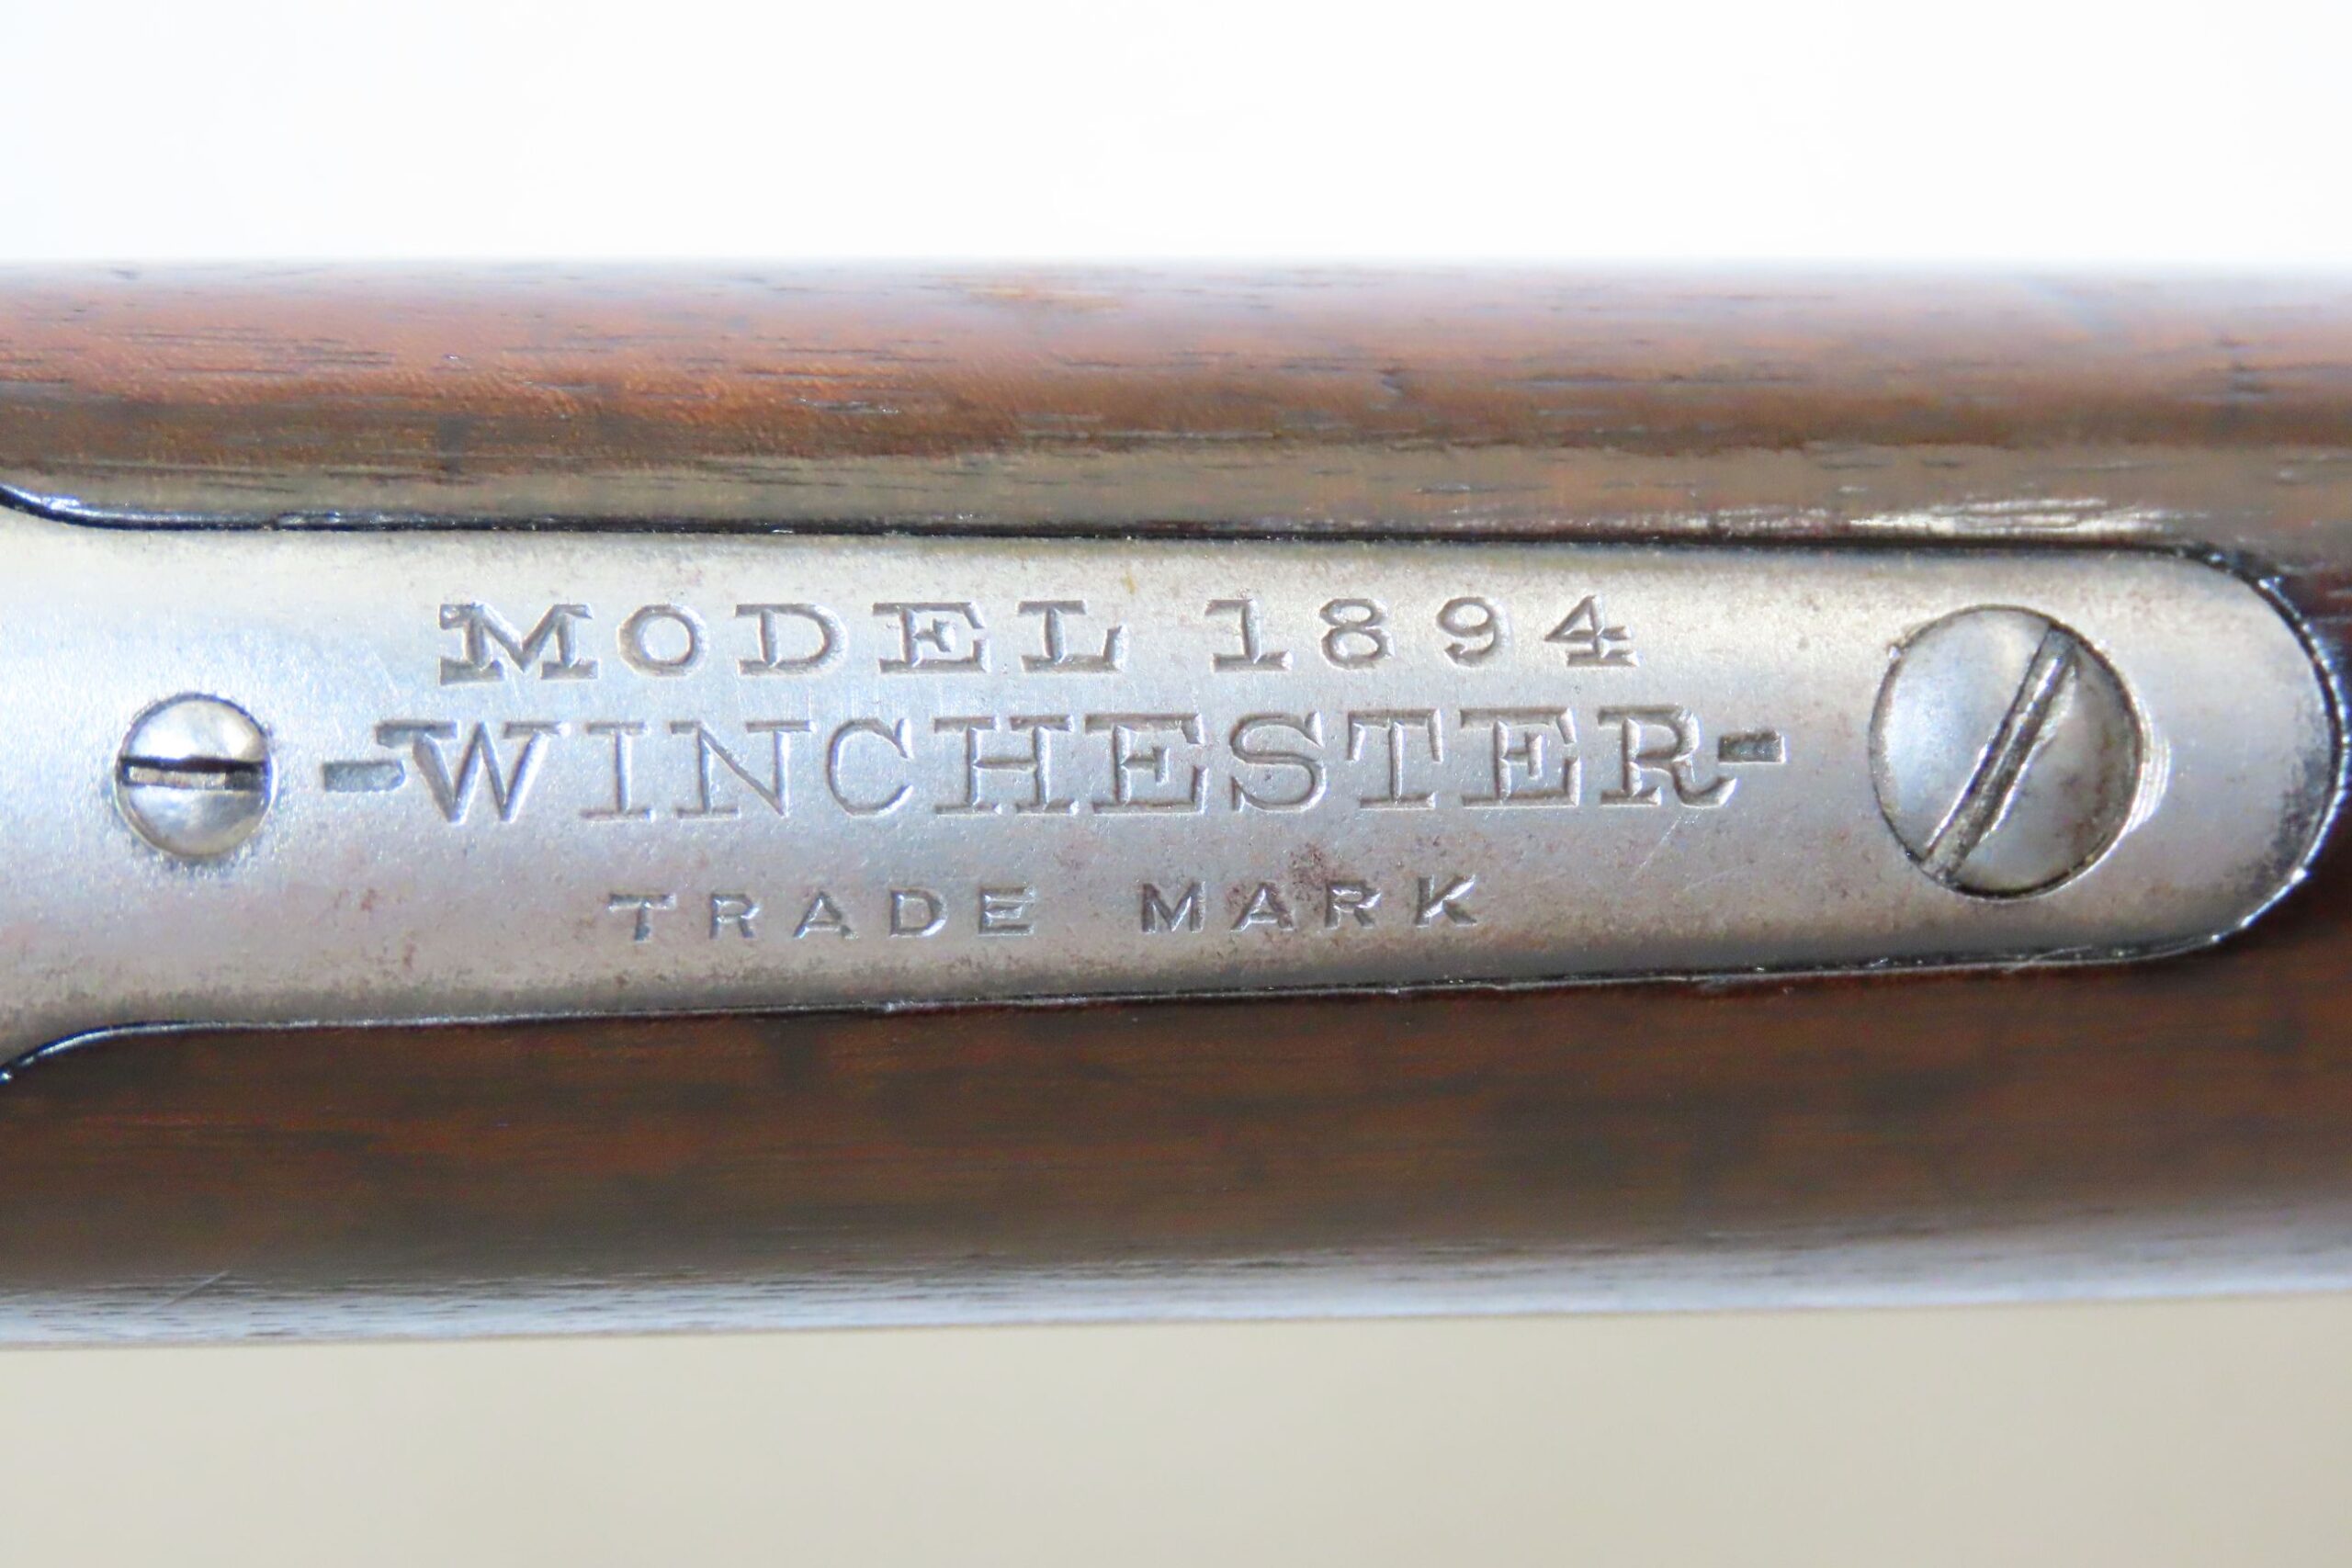 MODEL 1894
-WINCHESTER-
TRADE MARK